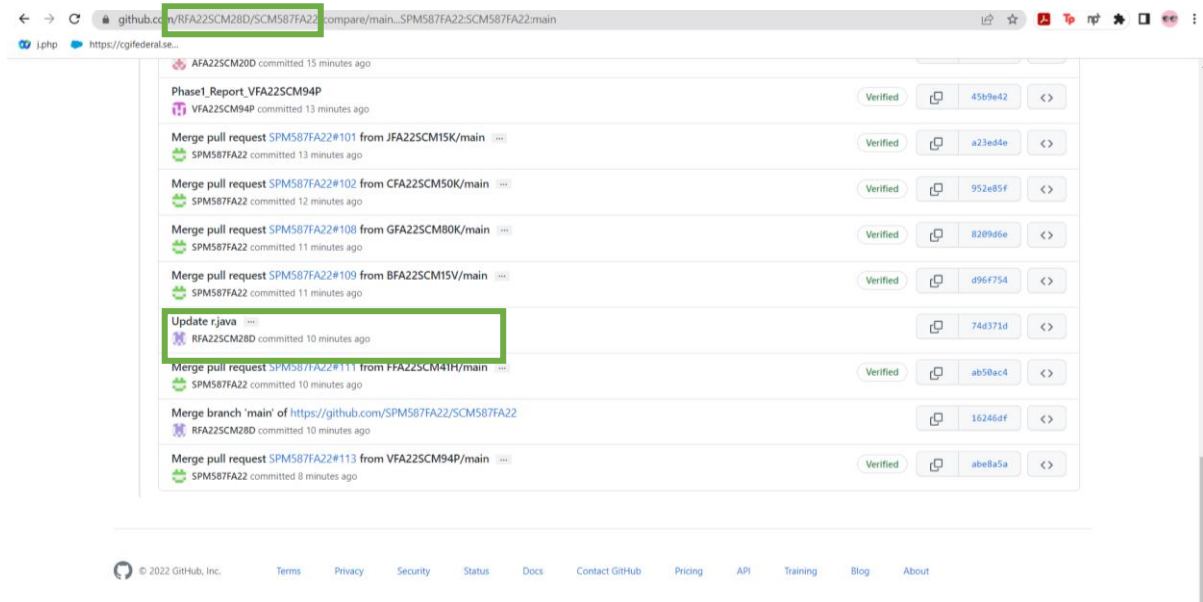 github.com/RFA22SCM28D/SCM587FA22/compare/main...SPM587FA22:SCM587FA22:main
j.php https://cgifederal.se...
AFA22SCM20D committed 15 minutes ago
Phase1_Report_VFA22SCM94P
VFA22SCM94P committed 13 minutes ago
Verified 45b9e42
Merge pull request SPM587FA22#101 from JFA22SCM15K/main ...
SPM587FA22 committed 13 minutes ago
Verified a23ed4e
Merge pull request SPM587FA22#102 from CFA22SCM50K/main ...
SPM587FA22 committed 12 minutes ago
Verified 952e85f
Merge pull request SPM587FA22#108 from GFA22SCM80K/main ...
SPM587FA22 committed 11 minutes ago
Verified 8209d6e
Merge pull request SPM587FA22#109 from BFA22SCM15V/main ...
SPM587FA22 committed 11 minutes ago
Verified d96f754
Update r.java ...
RFA22SCM28D committed 10 minutes ago
74d371d
Merge pull request SPM587FA22#111 from FFA22SCM41H/main ...
SPM587FA22 committed 10 minutes ago
Verified ab50ac4
Merge branch 'main' of https://github.com/SPM587FA22/SCM587FA22
RFA22SCM28D committed 10 minutes ago
16246df
Merge pull request SPM587FA22#113 from VFA22SCM94P/main ...
SPM587FA22 committed 8 minutes ago
Verified abe8a5a
© 2022 GitHub, Inc. Terms Privacy Security Status Docs Contact GitHub Pricing API Training Blog About